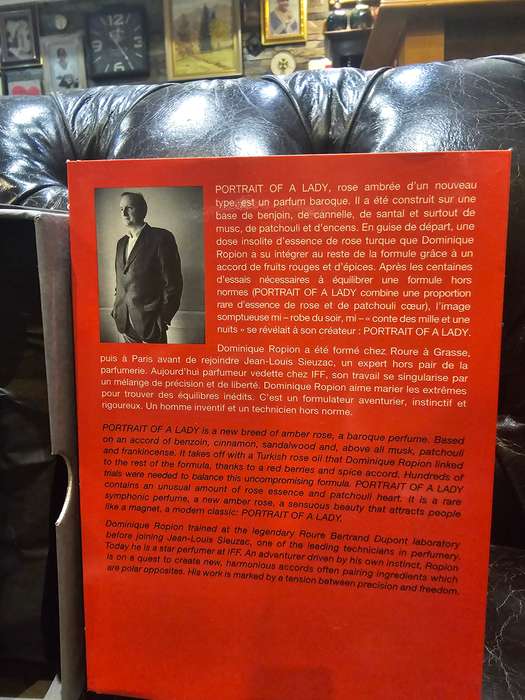 PORTRAIT OF A LADY, rose ambrée d'un nouveau
type, est un parfum baroque. Il a été construit sur une
base de benjoin, de cannelle, de santal et surtout de
musc, de patchouli et d'encens. En guise de départ, une
dose insolite d'essence de rose turque que Dominique
Ropion a su intégrer au reste de la formule grâce à un
accord de fruits rouges et d'épices. Après les centaines
d'essais nécessaires à équilibrer une formule hors
normes (PORTRAIT OF A LADY combine une proportion
rare d'essence de rose et de patchouli cœur), l'image
somptueuse mi – robe du soir, mi – « conte des mille et une
nuits » se révélait à son créateur : PORTRAIT OF A LADY.
Dominique Ropion a été formé chez Roure à Grasse,
puis à Paris avant de rejoindre Jean-Louis Sieuzac, un expert hors pair de la
parfumerie. Aujourd'hui parfumeur vedette chez IFF, son travail se singularise par
un mélange de précision et de liberté. Dominique Ropion aime marier les extrêmes
pour trouver des équilibres inédits. C'est un formulateur aventurier, instinctif et
rigoureux. Un homme inventif et un technicien hors norme.
PORTRAIT OF A LADY is a new breed of amber rose, a baroque perfume. Based
on an accord of benzoin, cinnamon, sandalwood and, above all musk, patchouli
and frankincense. It takes off with a Turkish rose oil that Dominique Ropion linked
to the rest of the formula, thanks to a red berries and spice accord. Hundreds of
trials were needed to balance this uncompromising formula. PORTRAIT OF A LADY
contains an unusual amount of rose essence and patchouli heart. It is a rare
symphonic perfume, a new amber rose, a sensuous beauty that attracts people
like a magnet, a modern classic: PORTRAIT OF A LADY.
Dominique Ropion trained at the legendary Roure Bertrand Dupont laboratory
before joining Jean-Louis Sieuzac, one of the leading technicians in perfumery.
Today he is a star perfumer at IFF. An adventurer driven by his own instinct, Ropion
is on a quest to create new, harmonious accords often pairing ingredients which
are polar opposites. His work is marked by a tension between precision and freedom.